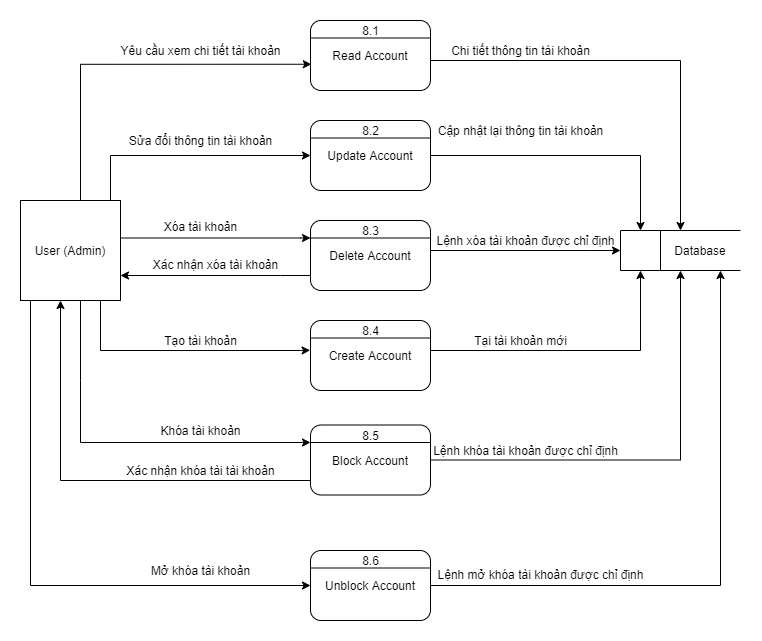 8.1
Yêu cầu xem chi tiết tài khoản
Read Account
Chi tiết thông tin tài khoản
8.2
Sửa đổi thông tin tài khoản
Update Account
Cập nhật lại thông tin tài khoản
Xóa tài khoản
8.3
Lệnh xóa tài khoản được chỉ định
User (Admin)
Delete Account
Database
Xác nhận xóa tài khoản
8.4
Tạo tài khoản
Create Account
Tại tài khoản mới
Khóa tài khoản
8.5
Lệnh khóa tài khoản được chỉ định
Block Account
Xác nhận khóa tài tài khoản
8.6
Mở khóa tài khoản
Unblock Account
Lệnh mở khóa tài khoản được chỉ định